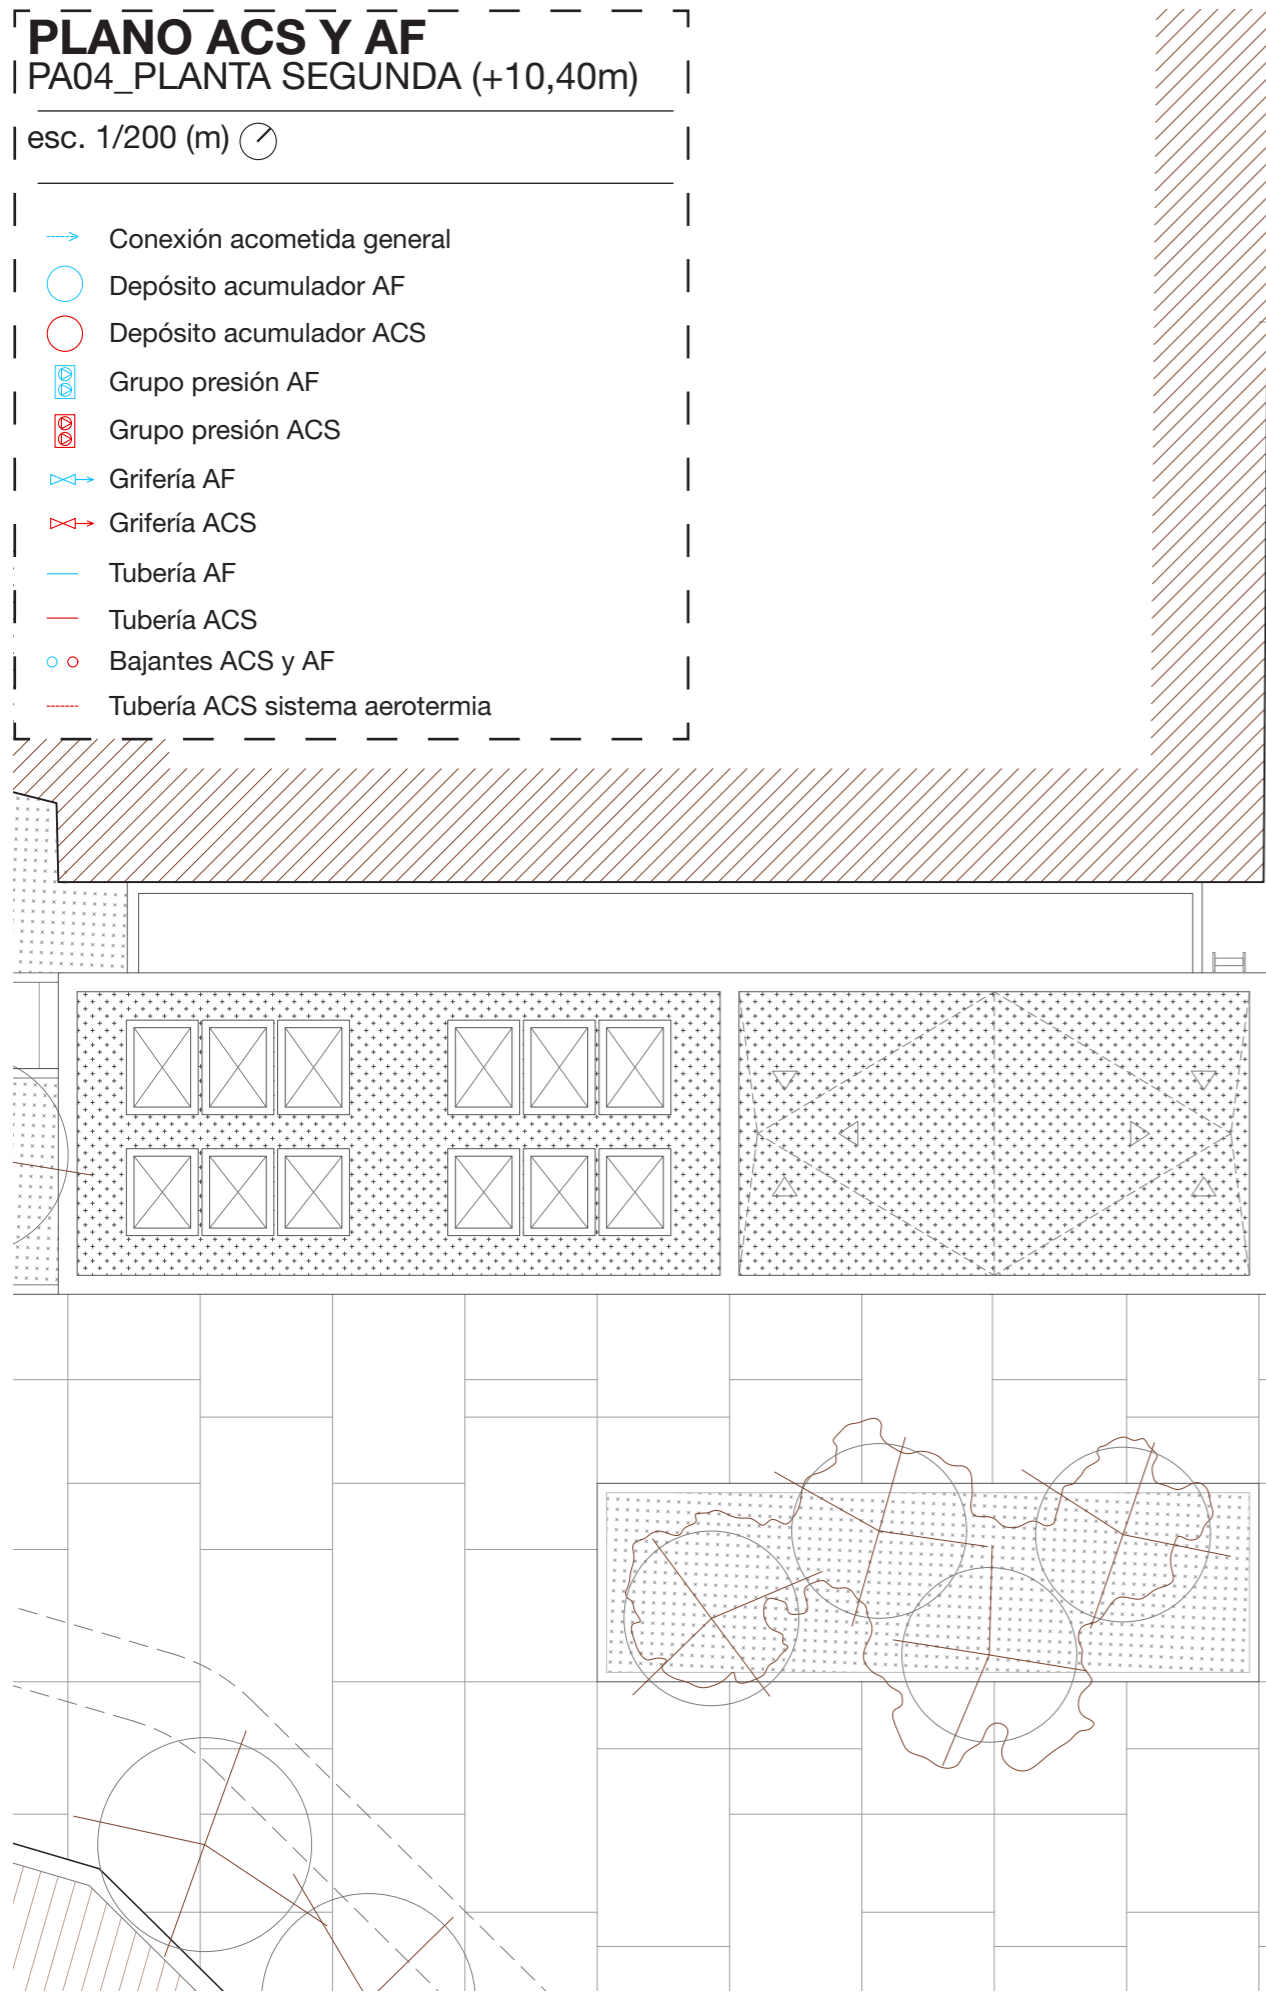 PLANO ACS Y AF
PA04_PLANTA SEGUNDA (+10,40m)
esc. 1/200 (m)
Conexión acometida general
Depósito acumulador AF
Depósito acumulador ACS
Grupo presión AF
Grupo presión ACS
Grifería AF
Grifería ACS
Tubería AF
Tubería ACS
Bajantes ACS y AF
Tubería ACS sistema aerotermia